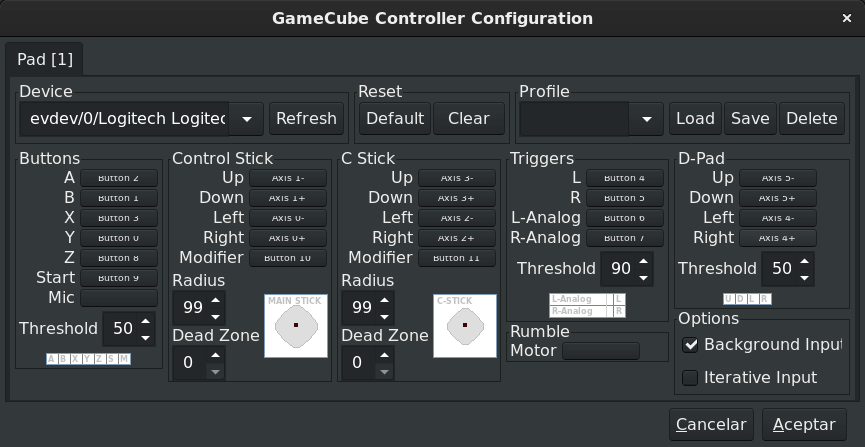 GameCube Controller Configuration
Pad [1]
Device
evdev/0/Logitech Logitec
Refresh
Reset
Default
Clear
Profile
Load
Save
Delete
Buttons
A Button 2
B Button 1
X Button 3
Y Button 0
Z Button 8
Start Button 9
Mic
Threshold 50
A B X Y Z S M
Control Stick
Up Axis 1-
Down Axis 1+
Left Axis 0-
Right Axis 0+
Modifier Button 10
Radius
99
Dead Zone
0
MAIN STICK
C Stick
Up Axis 3-
Down Axis 3+
Left Axis 2-
Right Axis 2+
Modifier Button 11
Radius
99
Dead Zone
0
C-STICK
Triggers
L Button 4
R Button 5
L-Analog Button 6
R-Analog Button 7
Threshold 90
L-Analog L
R-Analog R
Rumble
Motor
D-Pad
Up Axis 5-
Down Axis 5+
Left Axis 4-
Right Axis 4+
Threshold 50
U D L R
Options
Background Input
Iterative Input
Cancelar
Aceptar